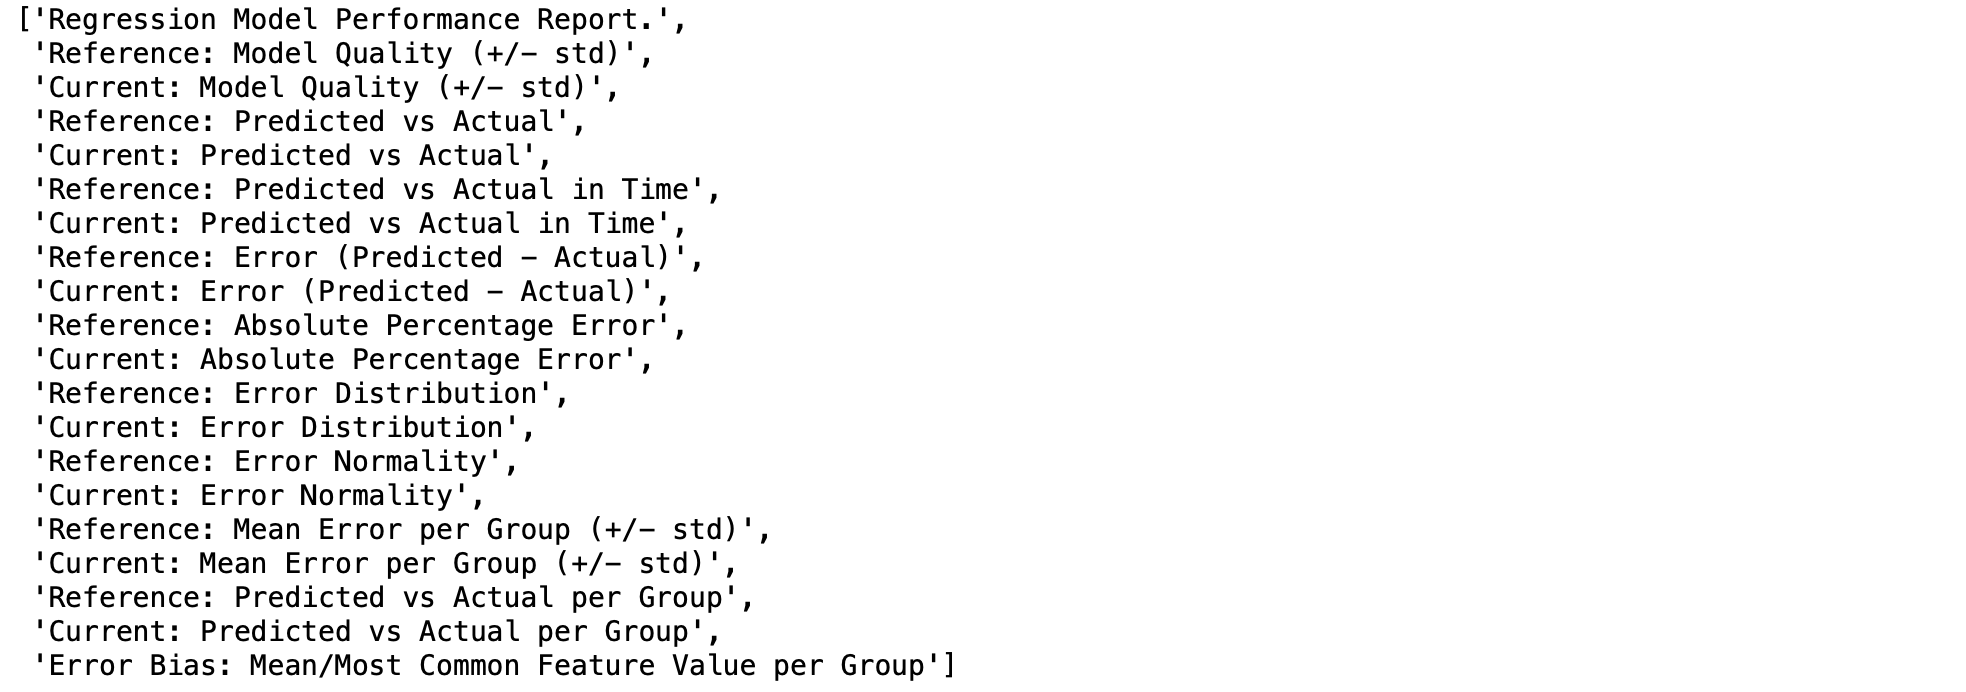 ['Regression Model Performance Report.',
'Reference: Model Quality (+/- std)',
'Current: Model Quality (+/- std)',
'Reference: Predicted vs Actual',
'Current: Predicted vs Actual',
'Reference: Predicted vs Actual in Time',
'Current: Predicted vs Actual in Time',
'Reference: Error (Predicted - Actual)',
'Current: Error (Predicted - Actual)',
'Reference: Absolute Percentage Error',
'Current: Absolute Percentage Error',
'Reference: Error Distribution',
'Current: Error Distribution',
'Reference: Error Normality',
'Current: Error Normality',
'Reference: Mean Error per Group (+/- std)',
'Current: Mean Error per Group (+/- std)',
'Reference: Predicted vs Actual per Group',
'Current: Predicted vs Actual per Group',
'Error Bias: Mean/Most Common Feature Value per Group']